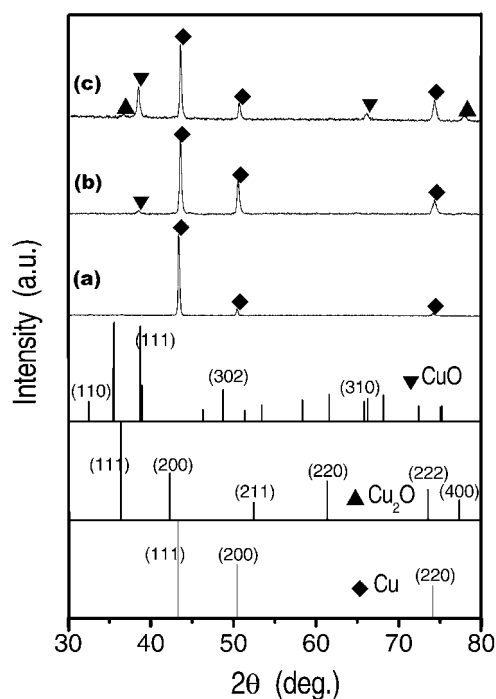 (c)
(b)
(a)
(111)
(110)
(302)
(310)
CuO
(111)
(200)
(211)
(220)
(222)
(400)
Cu₂O
(111)
(200)
(220)
Cu
30 40 50 60 70 80
2θ (deg.)
Intensity (a.u.)